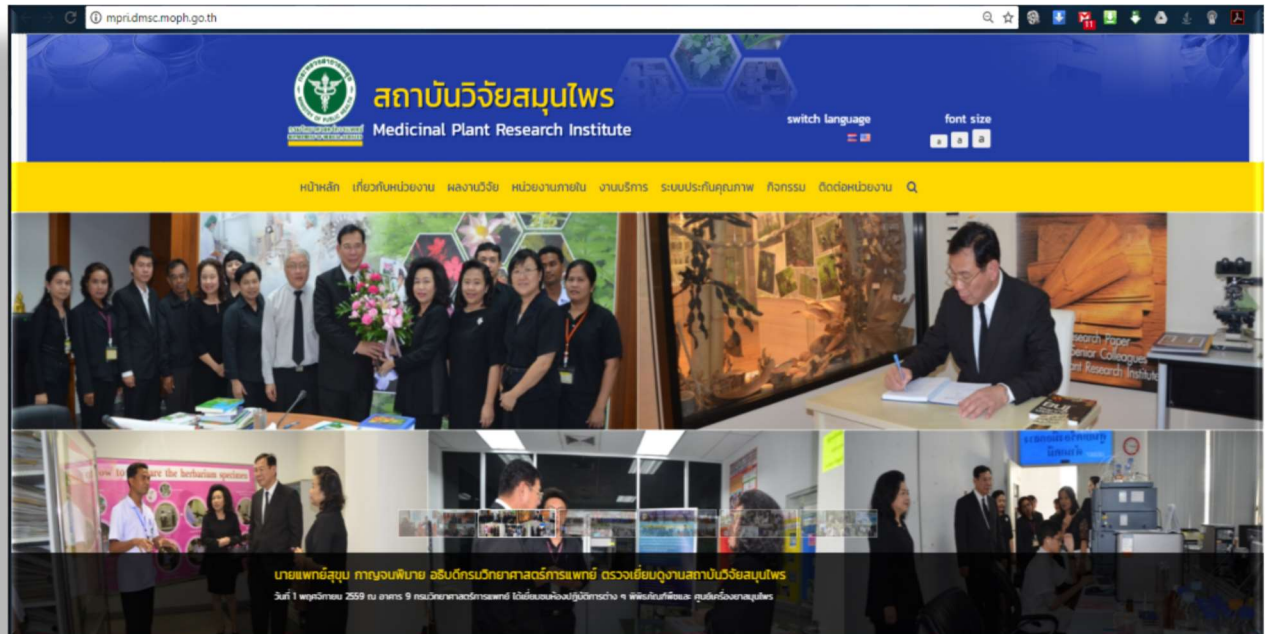 mpri.dmsc.moph.go.th
11
สถาบันวิจัยสมุนไพร
Medicinal Plant Research Institute
switch language
font size
a a a
หน้าหลัก เกี่ยวกับหน่วยงาน ผลงานวิจัย หน่วยงานภายใน งานบริการ ระบบประกันคุณภาพ กิจกรรม ติดต่อหน่วยงาน
Research Paper
Senior Colleagues
Plant Research Institute
the herbarium specimen
นายแพทย์สุขุม กาญจนพิมาย อธิบดีกรมวิทยาศาสตร์การแพทย์ ตรวจเยี่ยมดูงานสถาบันวิจัยสมุนไพร
วันที่ 1 พฤศจิกายน 2559 ณ อาคาร 9 กรมวิทยาศาสตร์การแพทย์ ได้เยี่ยมชมห้องปฏิบัติการต่าง ๆ พิพิธภัณฑ์พืชและ ศูนย์เครื่องยาสมุนไพร